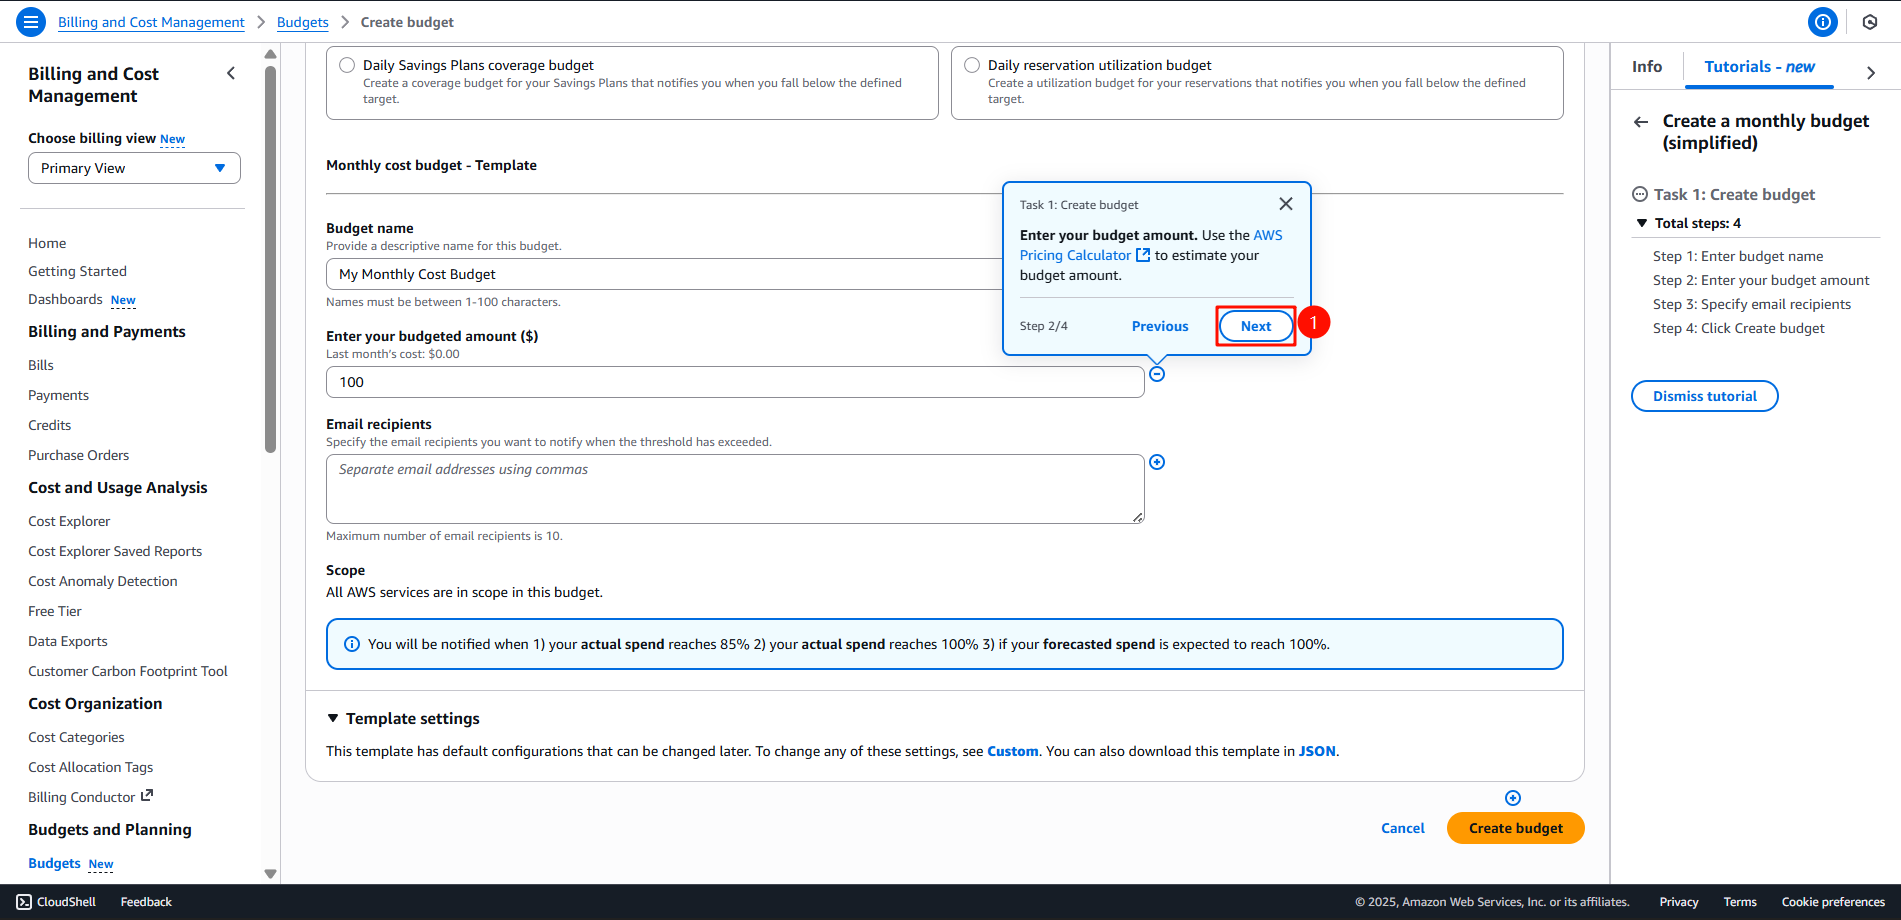 Billing and Cost Management
Budgets
Create budget
Billing and Cost
Management
Choose billing view New
Primary View
Home
Getting Started
Dashboards New
Billing and Payments
Bills
Payments
Credits
Purchase Orders
Cost and Usage Analysis
Cost Explorer
Cost Explorer Saved Reports
Cost Anomaly Detection
Free Tier
Data Exports
Customer Carbon Footprint Tool
Cost Organization
Cost Categories
Cost Allocation Tags
Billing Conductor
Budgets and Planning
Budgets New
Daily Savings Plans coverage budget
Create a coverage budget for your Savings Plans that notifies you when you fall below the defined
target.
Daily reservation utilization budget
Create a utilization budget for your reservations that notifies you when you fall below the defined
target.
Monthly cost budget - Template
Budget name
Provide a descriptive name for this budget.
My Monthly Cost Budget
Names must be between 1-100 characters.
Enter your budgeted amount ($)
Last month's cost: $0.00
100
Email recipients
Specify the email recipients you want to notify when the threshold has exceeded.
Separate email addresses using commas
Maximum number of email recipients is 10.
Scope
All AWS services are in scope in this budget.
You will be notified when 1) your actual spend reaches 85% 2) your actual spend reaches 100% 3) if your forecasted spend is expected to reach 100%.
Template settings
This template has default configurations that can be changed later. To change any of these settings, see Custom. You can also download this template in JSON.
Cancel
Create budget
Task 1: Create budget
Enter your budget amount. Use the AWS
Pricing Calculator to estimate your
budget amount.
Step 2/4
Previous
Next
1
Info
Tutorials - new
Create a monthly budget
(simplified)
Task 1: Create budget
Total steps: 4
Step 1: Enter budget name
Step 2: Enter your budget amount
Step 3: Specify email recipients
Step 4: Click Create budget
Dismiss tutorial
CloudShell
Feedback
© 2025, Amazon Web Services, Inc. or its affiliates.
Privacy
Terms
Cookie preferences